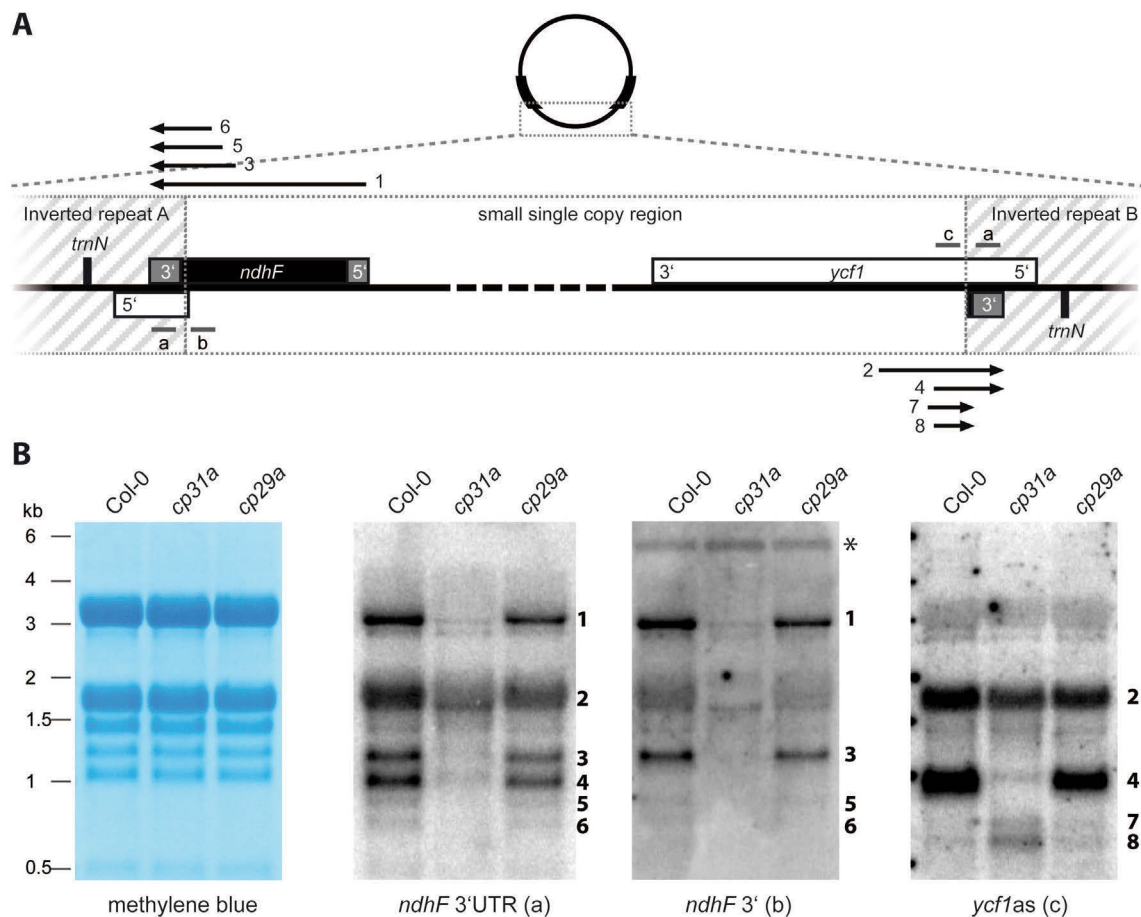 A
6
5
3
1
Inverted repeat A
small single copy region
Inverted repeat B
trnN
c
a
3‘
ndhF
5‘
3‘
ycf1
5‘
5‘
3‘
a
b
trnN
2
4
7
8
B
kb
Col-0
cp31a
cp29a
Col-0
cp31a
cp29a
Col-0
cp31a
cp29a
Col-0
cp31a
cp29a
6
4
3
2
1.5
1
0.5
1
2
3
4
5
6
*
1
3
5
6
2
4
7
8
methylene blue
ndhF 3‘UTR (a)
ndhF 3‘ (b)
ycf1as (c)